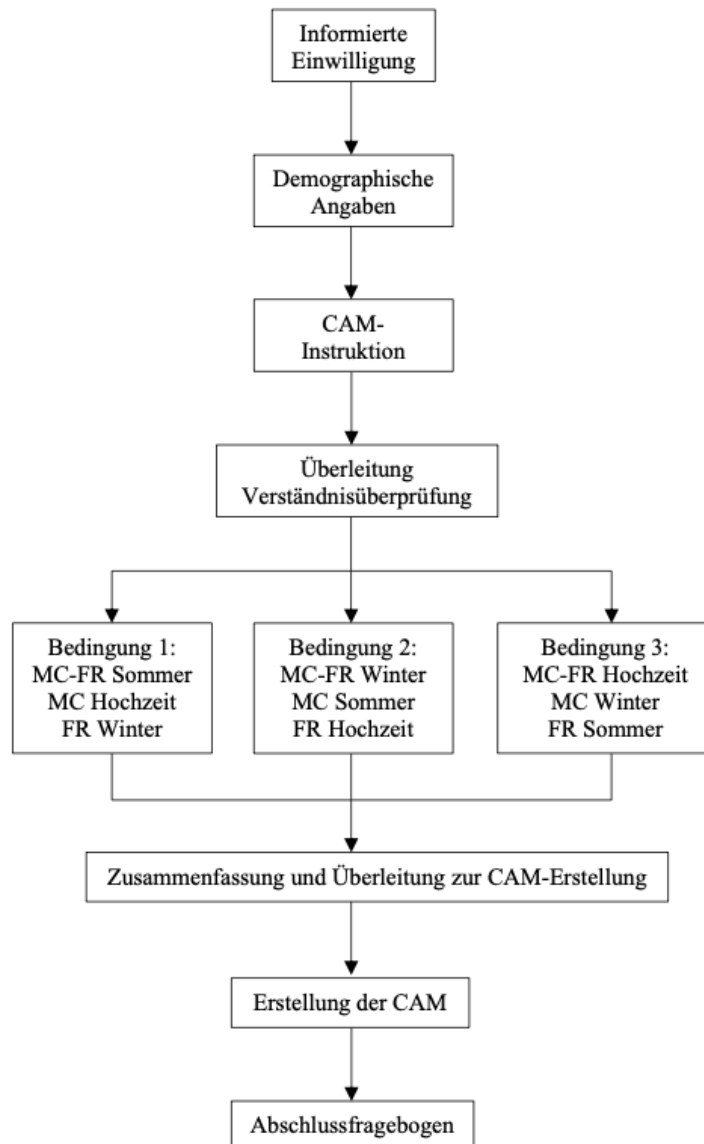 Informierte
Einwilligung
Demographische
Angaben
CAM-
Instruktion
Überleitung
Verständnisüberprüfung
Bedingung 1:
MC-FR Sommer
MC Hochzeit
FR Winter
Bedingung 2:
MC-FR Winter
MC Sommer
FR Hochzeit
Bedingung 3:
MC-FR Hochzeit
MC Winter
FR Sommer
Zusammenfassung und Überleitung zur CAM-Erstellung
Erstellung der CAM
Abschlussfragebogen